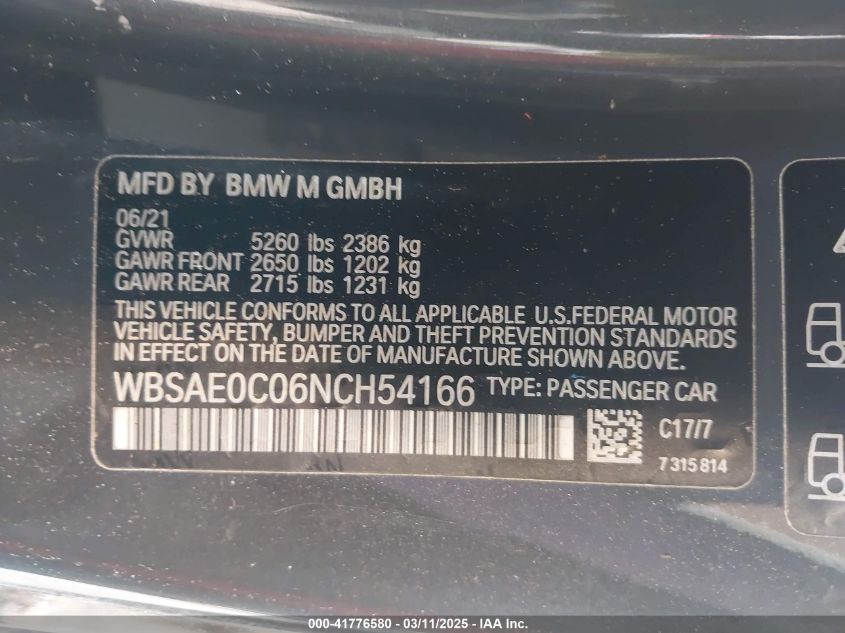 MFD BY BMW M GMBH
06/21
GVWR 5260 lbs 2386 kg
GAWR FRONT 2650 lbs 1202 kg
GAWR REAR 2715 lbs 1231 kg
THIS VEHICLE CONFORMS TO ALL APPLICABLE U.S.FEDERAL MOTOR
VEHICLE SAFETY, BUMPER AND THEFT PREVENTION STANDARDS
IN EFFECT ON THE DATE OF MANUFACTURE SHOWN ABOVE.
WBSAE0C06NCH54166 TYPE: PASSENGER CAR
C17/7
7315814
000-41776580 - 03/11/2025 - © IAA Inc.